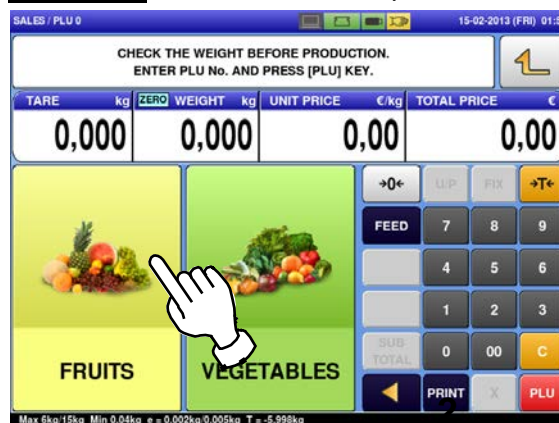 SALES / PLU 0
15-02-2013 (FRI) 01:5
CHECK THE WEIGHT BEFORE PRODUCTION.
ENTER PLU No. AND PRESS [PLU] KEY.
TARE kg ZERO WEIGHT kg UNIT PRICE €/kg TOTAL PRICE €
0,000 0,000 0,00 0,00
→0← U/P FIX →T←
FEED 7 8 9
4 5 6
1 2 3
SUB TOTAL 0 00 C
FRUITS VEGETABLES
PRINT X PLU
2
Max 6kg/15kg Min 0.04kg e = 0.002kg/0.005kg T = -5.998kg